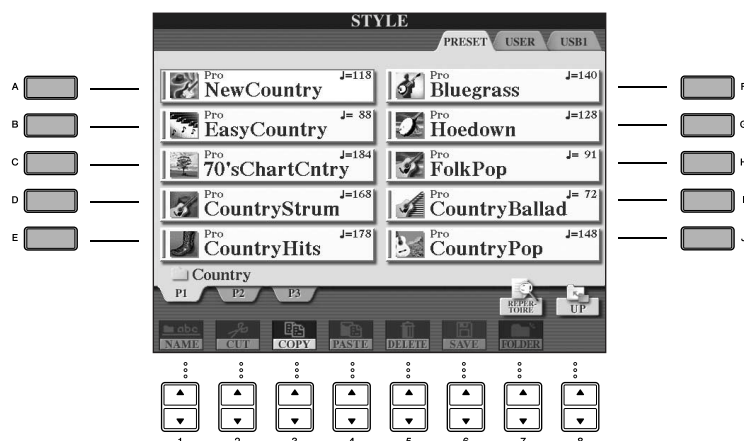 STYLE
PRESET USER USB1
A
Pro ♩=118
NewCountry
Pro ♩=140
Bluegrass
F
B
Pro ♩= 88
EasyCountry
Pro ♩=128
Hoedown
G
C
Pro ♩=184
70'sChartCntry
Pro ♩= 91
FolkPop
H
D
Pro ♩=168
CountryStrum
Pro ♩= 72
CountryBallad
I
E
Pro ♩=178
CountryHits
Pro ♩=148
CountryPop
J
Country
P1 P2 P3
REPER-
TOIRE
UP
abc
NAME CUT COPY PASTE DELETE SAVE FOLDER
1 2 3 4 5 6 7 8